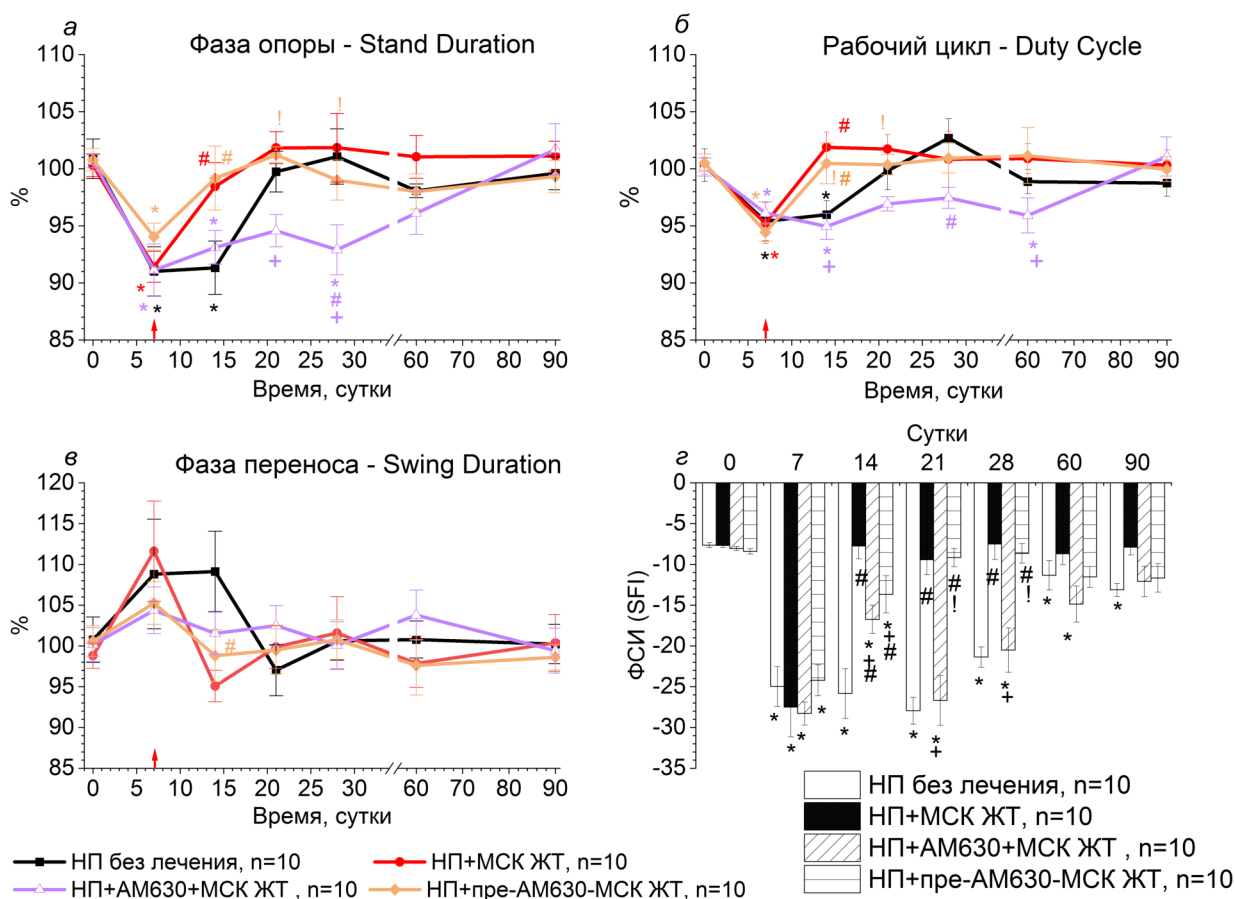 а
Фаза опоры - Stand Duration
110
105
100
95
90
85
%
0 5 10 15 20 25 30 60 70 80 90
Время, сутки
! !
# #
*
*
* * *
+
*
#
+
*
б
Рабочий цикл - Duty Cycle
110
105
100
95
90
85
%
0 5 10 15 20 25 30 60 70 80 90
Время, сутки
# !
! #
* * *
* *
*
+
#
*
+
в
Фаза переноса - Swing Duration
120
115
110
105
100
95
90
85
%
0 5 10 15 20 25 30 60 70 80 90
Время, сутки
#
г
Сутки
0 7 14 21 28 60 90
0
-5
-10
-15
-20
-25
-30
-35
ФСИ (SFI)
* * * *
* # *+# *+#
* # *+ #!
* # *+ #!
* *
*
НП без лечения, n=10
НП+МСК ЖТ, n=10
НП+АМ630+МСК ЖТ , n=10
НП+пре-АМ630-МСК ЖТ, n=10
НП без лечения, n=10
НП+МСК ЖТ, n=10
НП+АМ630+МСК ЖТ , n=10
НП+пре-АМ630-МСК ЖТ, n=10